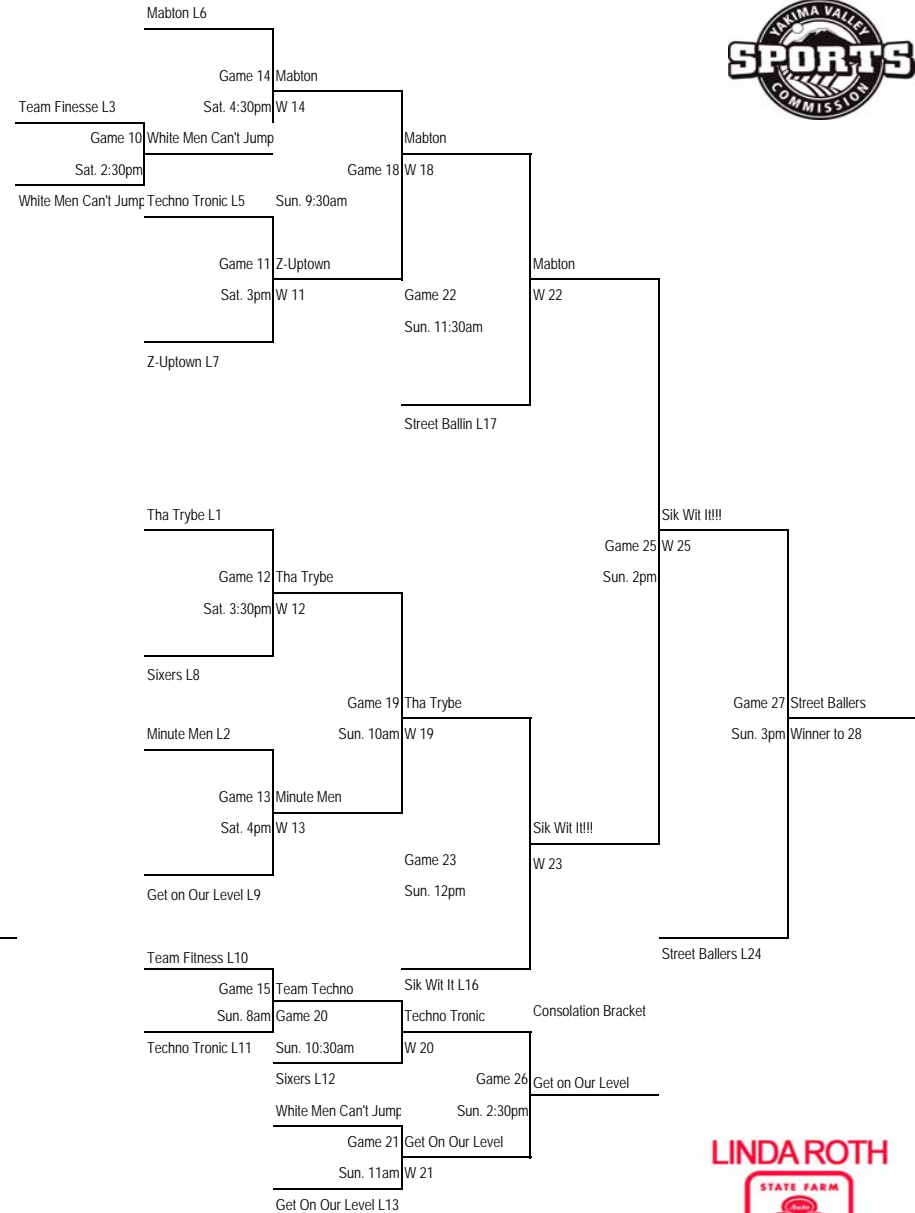 Mabton L6
YAKIMA VALLEY
SPORTS
COMMISSION
Game 14 Mabton
Team Finesse L3 Sat. 4:30pm W 14
Game 10 White Men Can't Jump Mabton
Sat. 2:30pm Game 18 W 18
White Men Can't Jump Techno Tronic L5 Sun. 9:30am
Game 11 Z-Uptown Mabton
Sat. 3pm W 11 Game 22 W 22
Sun. 11:30am
Z-Uptown L7
Street Ballin L17
Tha Trybe L1 Sik Wit It!!!
Game 25 W 25
Game 12 Tha Trybe Sun. 2pm
Sat. 3:30pm W 12
Sixers L8
Game 19 Tha Trybe Game 27 Street Ballers
Minute Men L2 Sun. 10am W 19 Sun. 3pm Winner to 28
Game 13 Minute Men
Sat. 4pm W 13 Sik Wit It!!!
Game 23 W 23
Get on Our Level L9 Sun. 12pm
Team Fitness L10 Street Ballers L24
Game 15 Team Techno Sik Wit It L16
Sun. 8am Game 20 Techno Tronic Consolation Bracket
Techno Tronic L11 Sun. 10:30am W 20
Sixers L12 Game 26 Get on Our Level
White Men Can't Jump Sun. 2:30pm
Game 21 Get On Our Level
Sun. 11am W 21
Get On Our Level L13
LINDA ROTH
STATE FARM
Auto